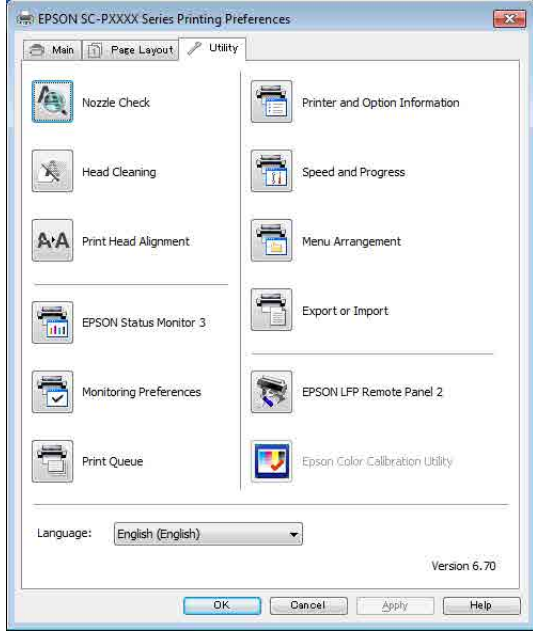 EPSON SC-PXXXX Series Printing Preferences
Main
Page Layout
Utility
Nozzle Check
Head Cleaning
Print Head Alignment
EPSON Status Monitor 3
Monitoring Preferences
Print Queue
Printer and Option Information
Speed and Progress
Menu Arrangement
Export or Import
EPSON LFP Remote Panel 2
Epson Color Calibration Utility
Language:
English (English)
Version 6.70
OK
Cancel
Apply
Help